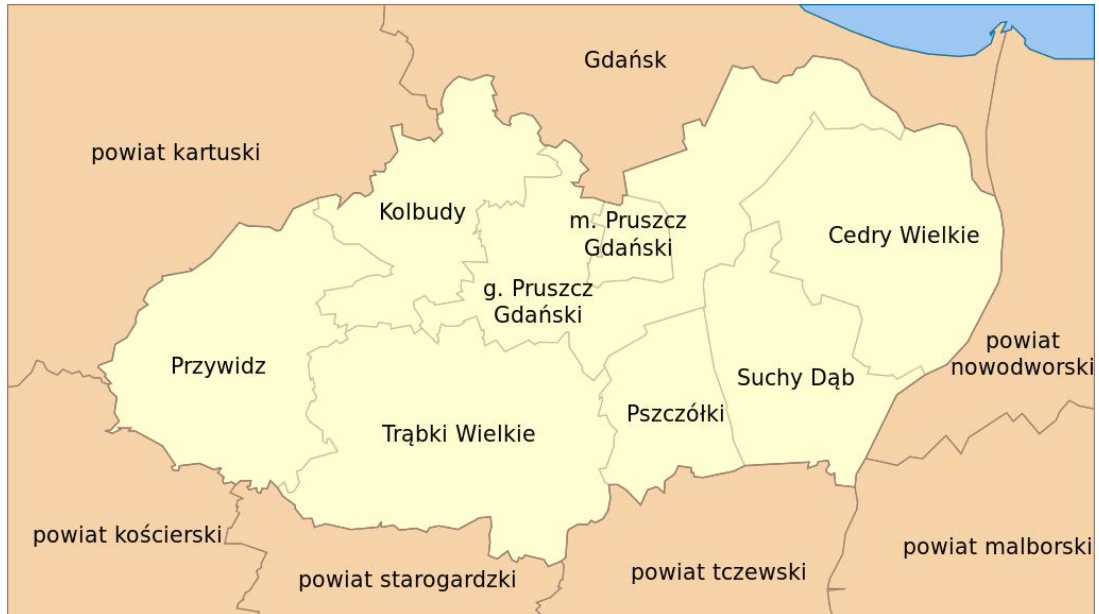 Gdańsk
powiat kartuski
Kolbudy
m. Pruszcz
Gdański
Cedry Wielkie
g. Pruszcz
Gdański
Przywidz
powiat
nowodworski
Suchy Dąb
Pszczółki
Trąbki Wielkie
powiat kościerski
powiat malborski
powiat starogardzki
powiat tczewski